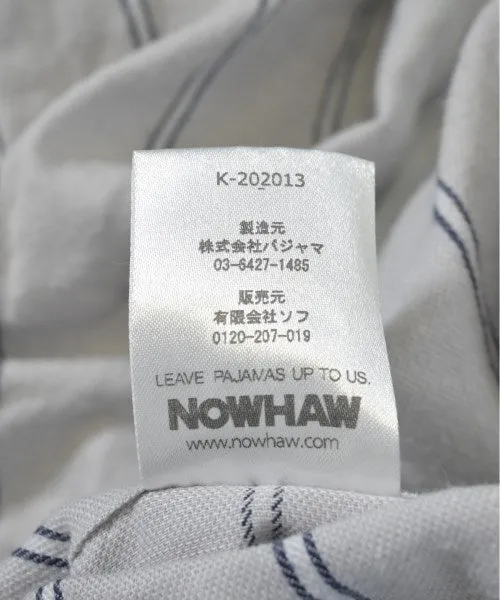 K-202013
製造元
株式会社パジャマ
03-6427-1485
販売元
有限会社ソフ
0120-207-019
LEAVE PAJAMAS UP TO US.
NOWHAW
www.nowhaw.com